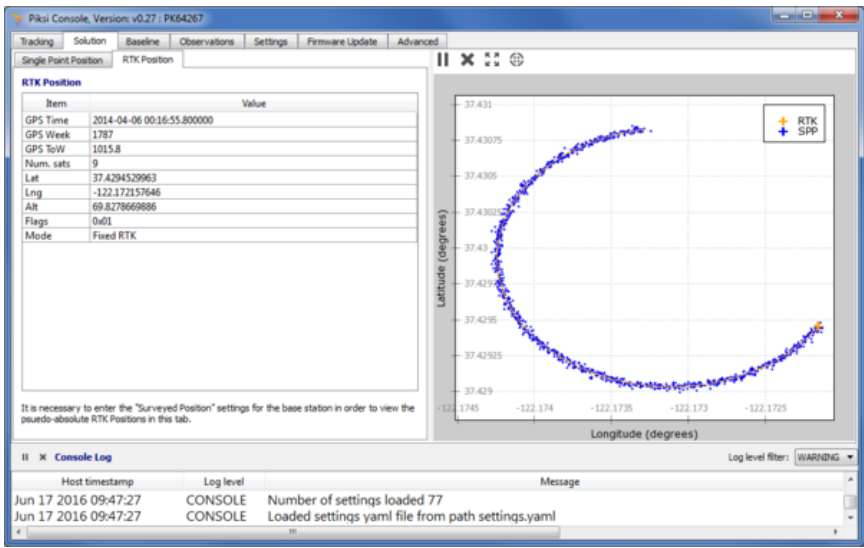 Piksi Console, Version: v0.27 : PK64267
Tracking Solution Baseline Observations Settings Firmware Update Advanced
Single Point Position RTK Position
RTK Position
Item Value
GPS Time 2014-04-06 00:16:55.800000
GPS Week 1787
GPS ToW 1015.8
Num. sats 9
Lat 37.4294529963
Lng -122.172157646
Alt 69.8278669886
Flags 0x01
Mode Fixed RTK
It is necessary to enter the "Surveyed Position" settings for the base station in order to view the
psuedo-absolute RTK Positions in this tab.
RTK
SPP
37.431
37.43075
37.4305
37.43025
37.43
37.4297
37.4295
37.42925
37.429
Latitude (degrees)
-122.1745 -122.174 -122.1735 -122.173 -122.1725
Longitude (degrees)
Console Log Log level filter: WARNING
Host timestamp Log level Message
Jun 17 2016 09:47:27 CONSOLE Number of settings loaded 77
Jun 17 2016 09:47:27 CONSOLE Loaded settings yaml file from path settings.yaml